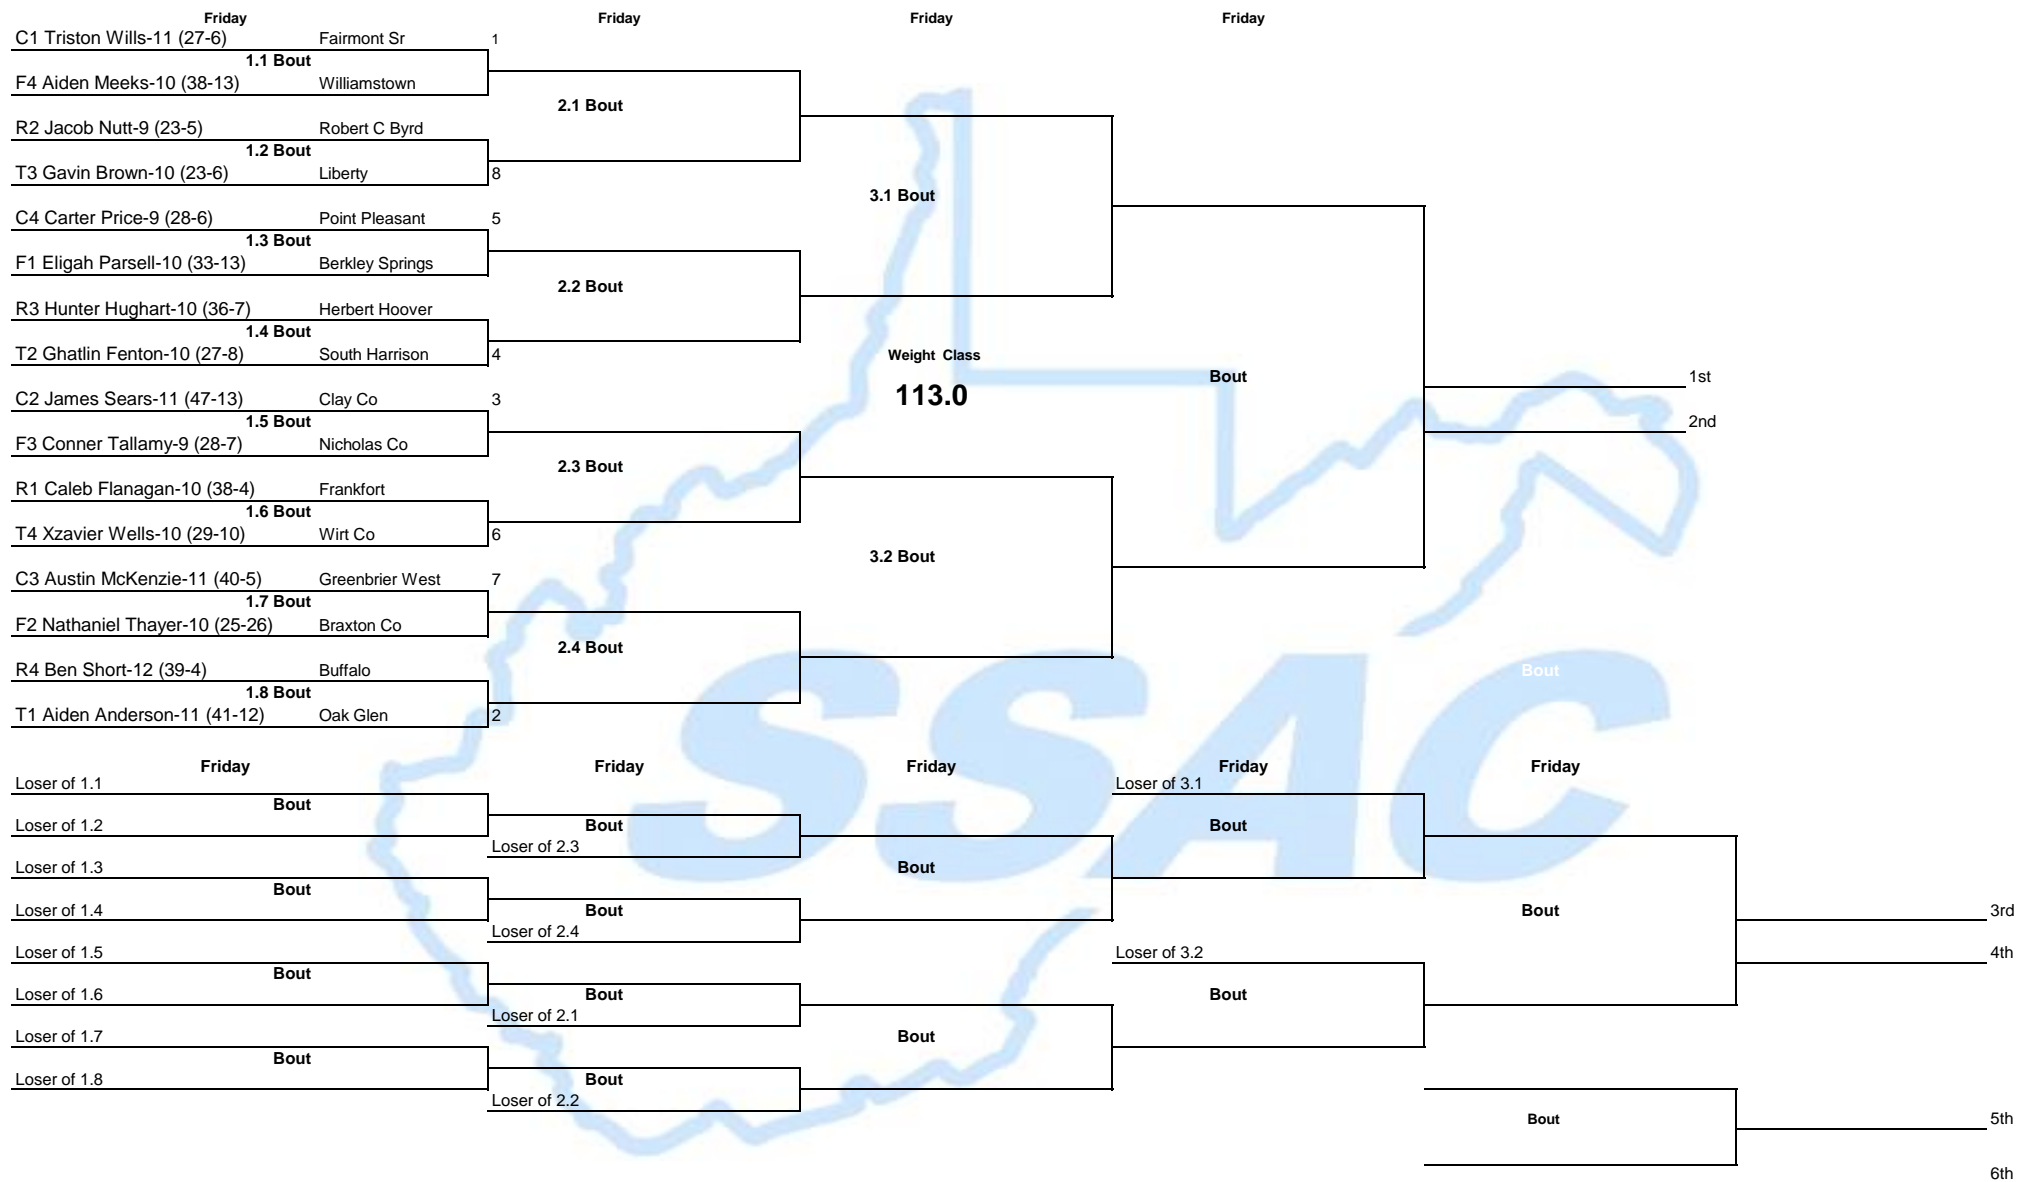 Friday Friday Friday Friday
C1 Triston Wills-11 (27-6) Fairmont Sr 1
1.1 Bout
F4 Aiden Meeks-10 (38-13) Williamstown
2.1 Bout
R2 Jacob Nutt-9 (23-5) Robert C Byrd
1.2 Bout
T3 Gavin Brown-10 (23-6) Liberty 8
3.1 Bout
C4 Carter Price-9 (28-6) Point Pleasant 5
1.3 Bout
F1 Eligah Parsell-10 (33-13) Berkley Springs
2.2 Bout
R3 Hunter Hughart-10 (36-7) Herbert Hoover
1.4 Bout
T2 Ghatlin Fenton-10 (27-8) South Harrison 4
Weight Class
Bout 1st
113.0
C2 James Sears-11 (47-13) Clay Co 3
1.5 Bout 2nd
F3 Conner Tallamy-9 (28-7) Nicholas Co
2.3 Bout
R1 Caleb Flanagan-10 (38-4) Frankfort
1.6 Bout
T4 Xzavier Wells-10 (29-10) Wirt Co 6
3.2 Bout
C3 Austin McKenzie-11 (40-5) Greenbrier West 7
1.7 Bout
F2 Nathaniel Thayer-10 (25-26) Braxton Co
2.4 Bout
R4 Ben Short-12 (39-4) Buffalo Bout
1.8 Bout
T1 Aiden Anderson-11 (41-12) Oak Glen 2
SSAC
Friday Friday Friday Friday Friday
Loser of 1.1 Loser of 3.1
Bout
Loser of 1.2 Bout Bout
Loser of 2.3
Loser of 1.3 Bout
Bout
Loser of 1.4 Bout Bout 3rd
Loser of 2.4
Loser of 1.5 Loser of 3.2 4th
Bout
Loser of 1.6 Bout Bout
Loser of 2.1
Loser of 1.7 Bout
Bout
Loser of 1.8 Bout
Loser of 2.2
Bout 5th
6th